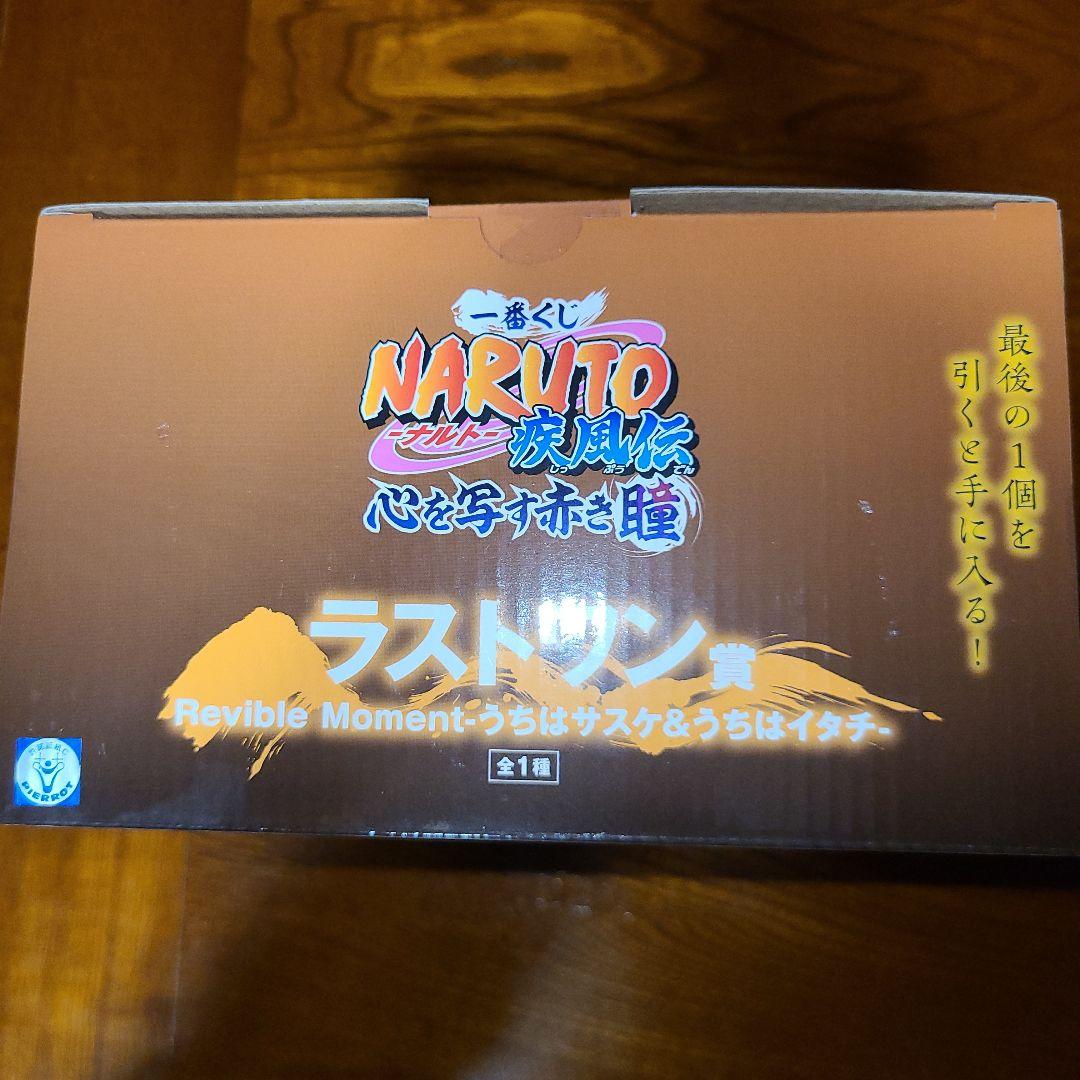 一番くじ
NARUTO
-ナルト-
疾風伝
しっ ぷう でん
心を写す赤き瞳
最後の1個を
引くと手に入る!
ラストワン賞
Revible Moment-うちはサスケ&うちはイタチ-
全1種
PIERROT